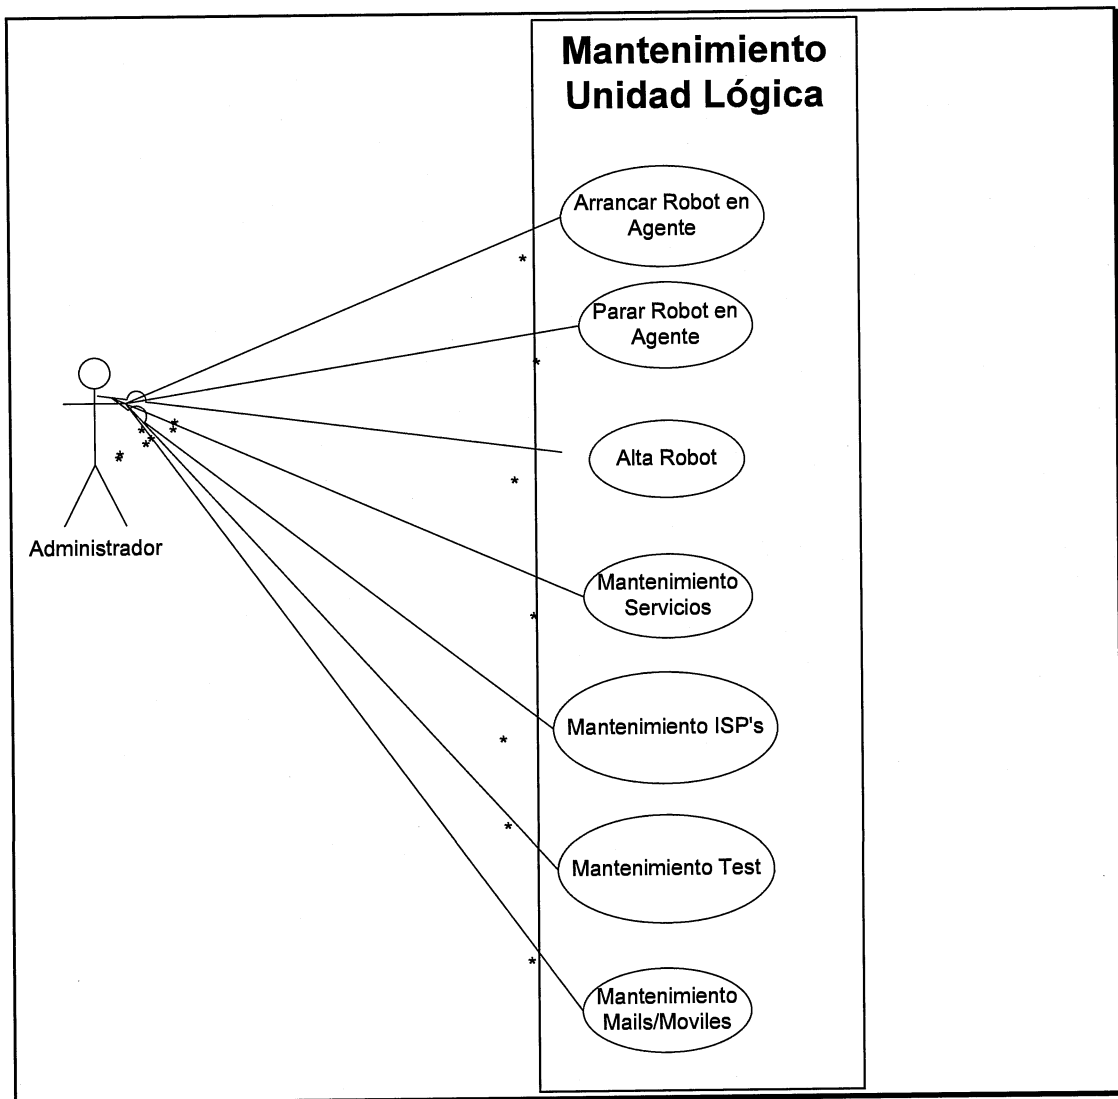 Mantenimiento
Unidad Lógica
Arrancar Robot en
Agente
*
Parar Robot en
Agente
*
*
*
*
*
*
*
*
Alta Robot
*
Administrador
Mantenimiento
Servicios
*
Mantenimiento ISP's
*
*
Mantenimiento Test
*
Mantenimiento
Mails/Moviles